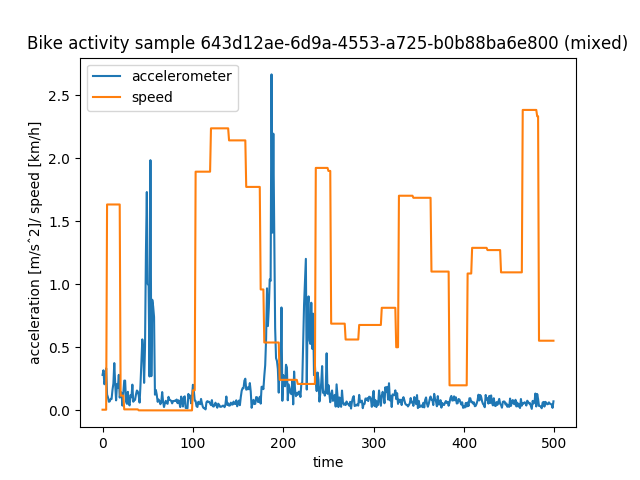 Bike activity sample 643d12ae-6d9a-4553-a725-b0b88ba6e800 (mixed)
accelerometer
speed
acceleration [m/s^2]/ speed [km/h]
2.5
2.0
1.5
1.0
0.5
0.0
0
100
200
300
400
500
time